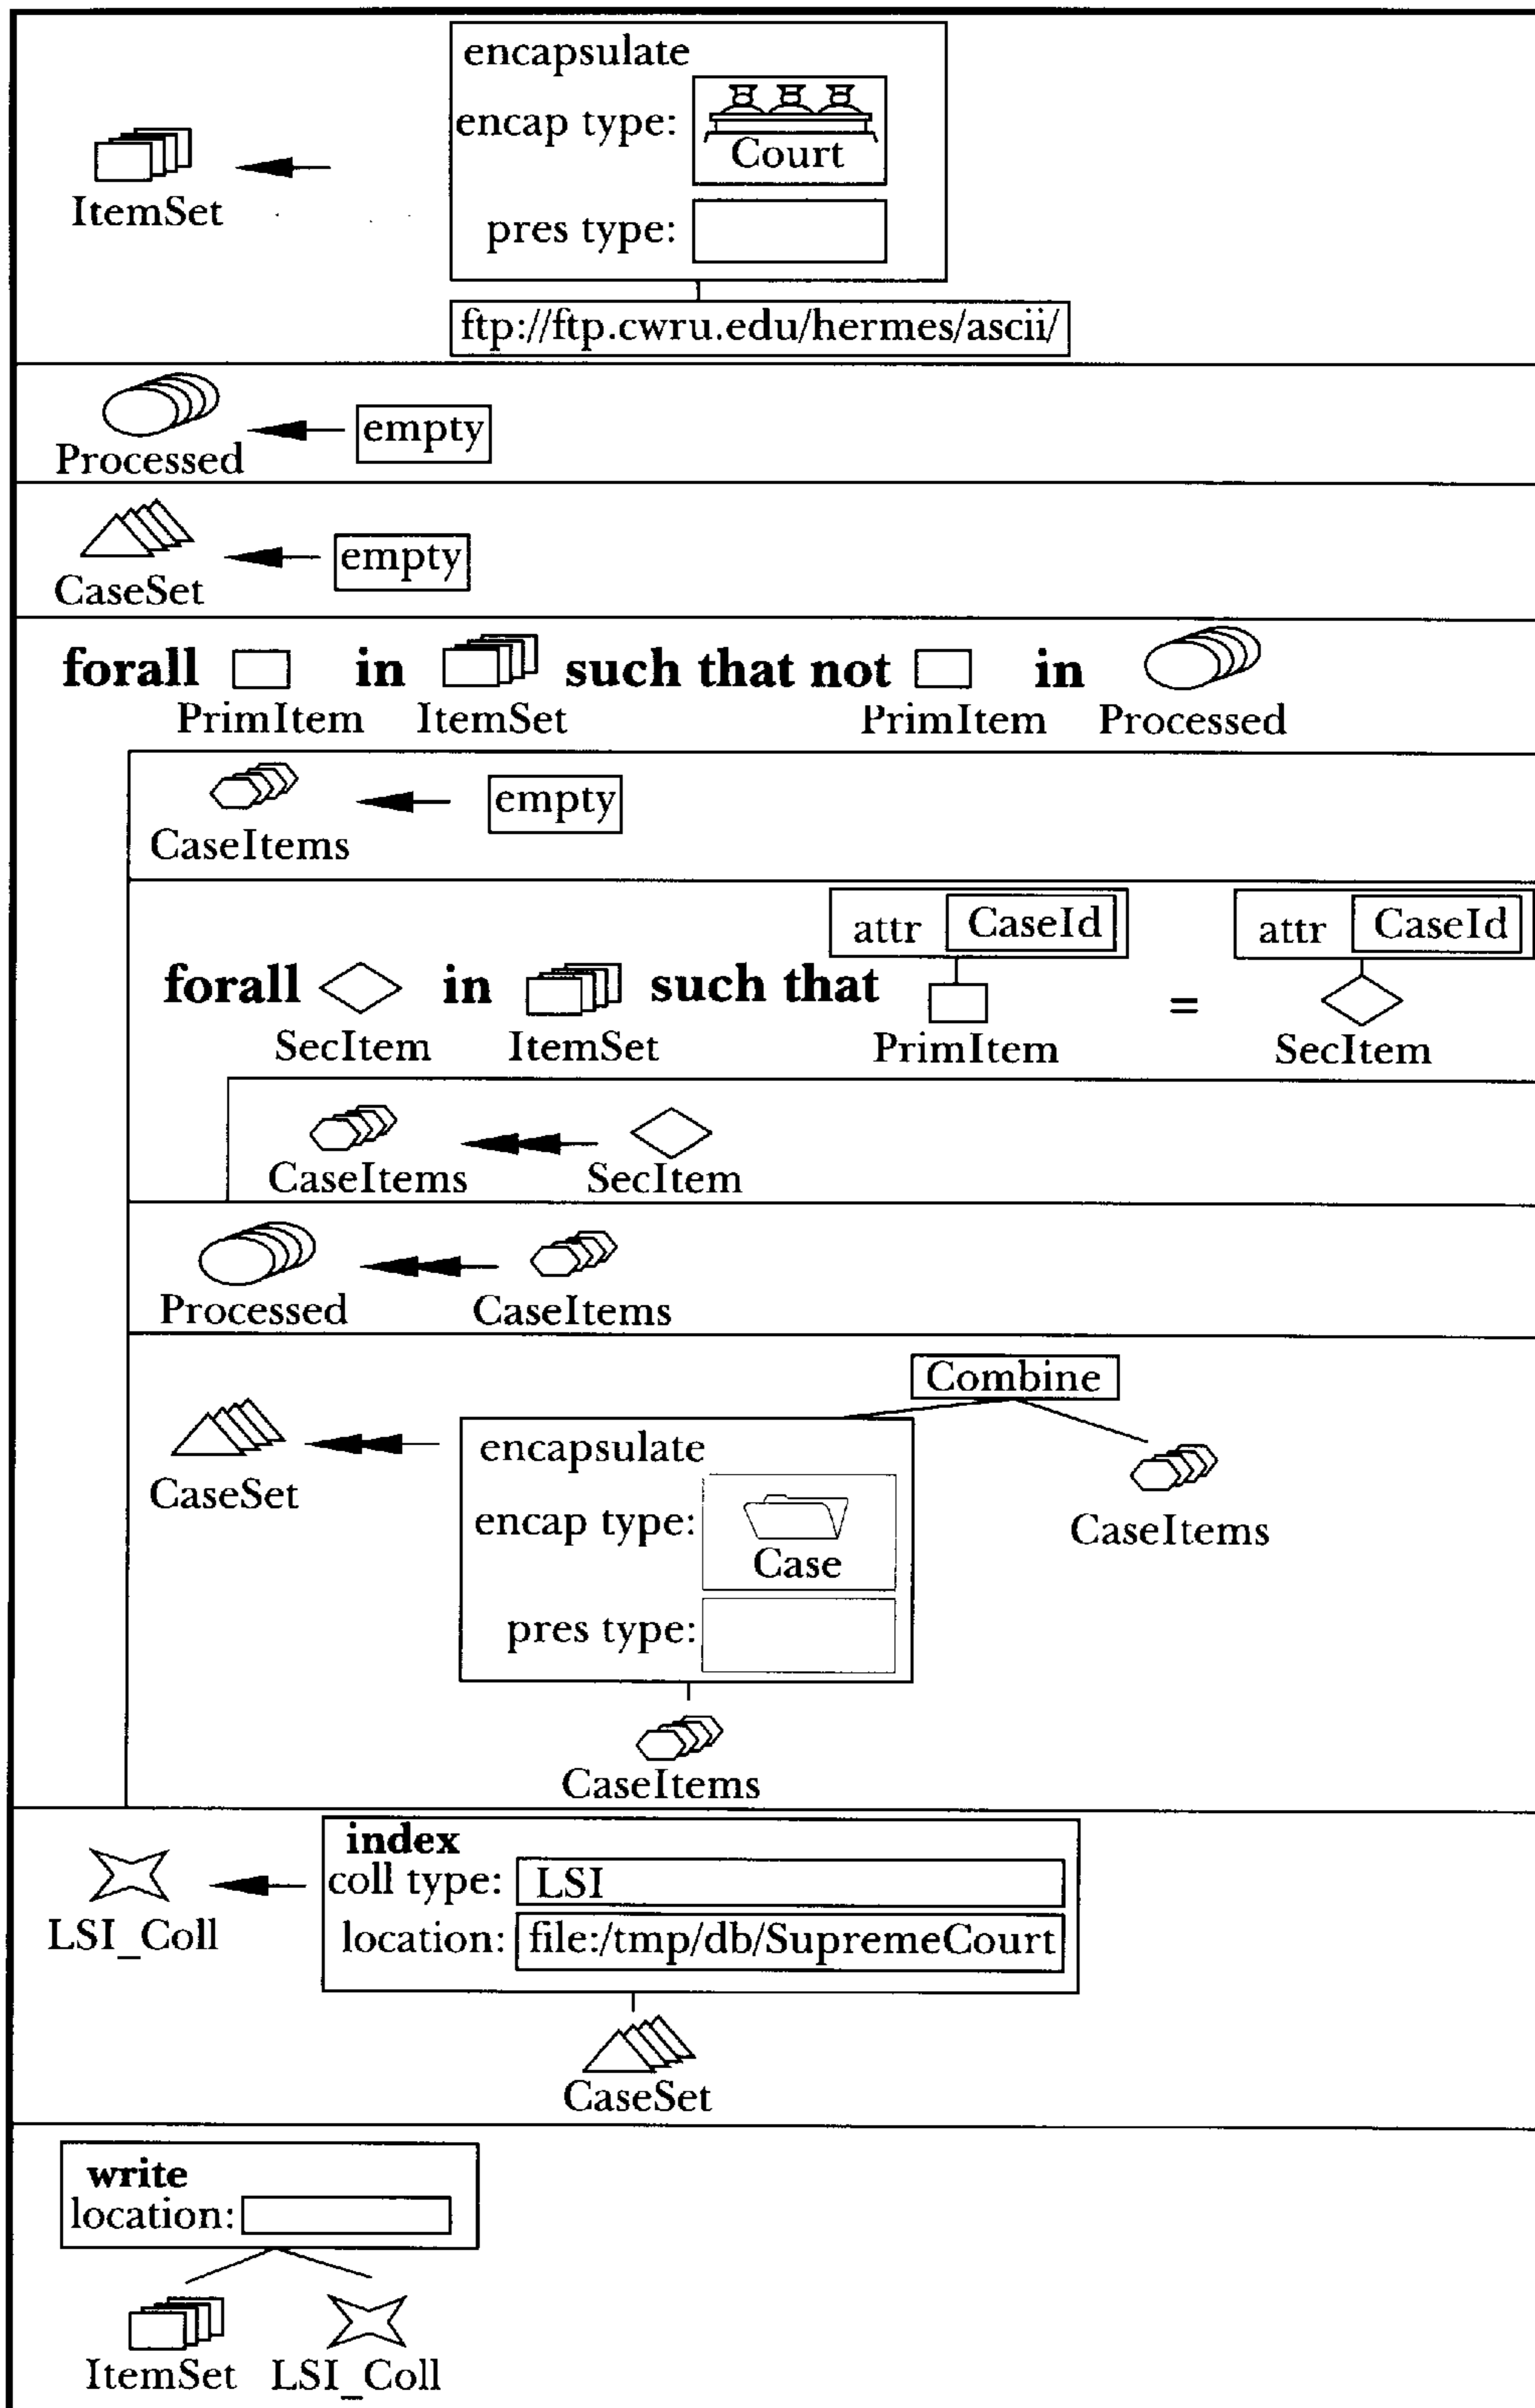 encapsulate
encap type:
Court
ItemSet
pres type:
ftp://ftp.cwru.edu/hermes/ascii/
empty
Processed
empty
CaseSet
forall in such that not in
PrimItem ItemSet PrimItem Processed
empty
CaseItems
attr CaseId attr CaseId
forall in such that =
SecItem ItemSet PrimItem SecItem
CaseItems SecItem
Processed CaseItems
Combine
encapsulate
CaseSet
encap type:
CaseItems
Case
pres type:
CaseItems
index
coll type: LSI
LSI_Coll
location: file:/tmp/db/SupremeCourt
CaseSet
write
location:
ItemSet LSI_Coll